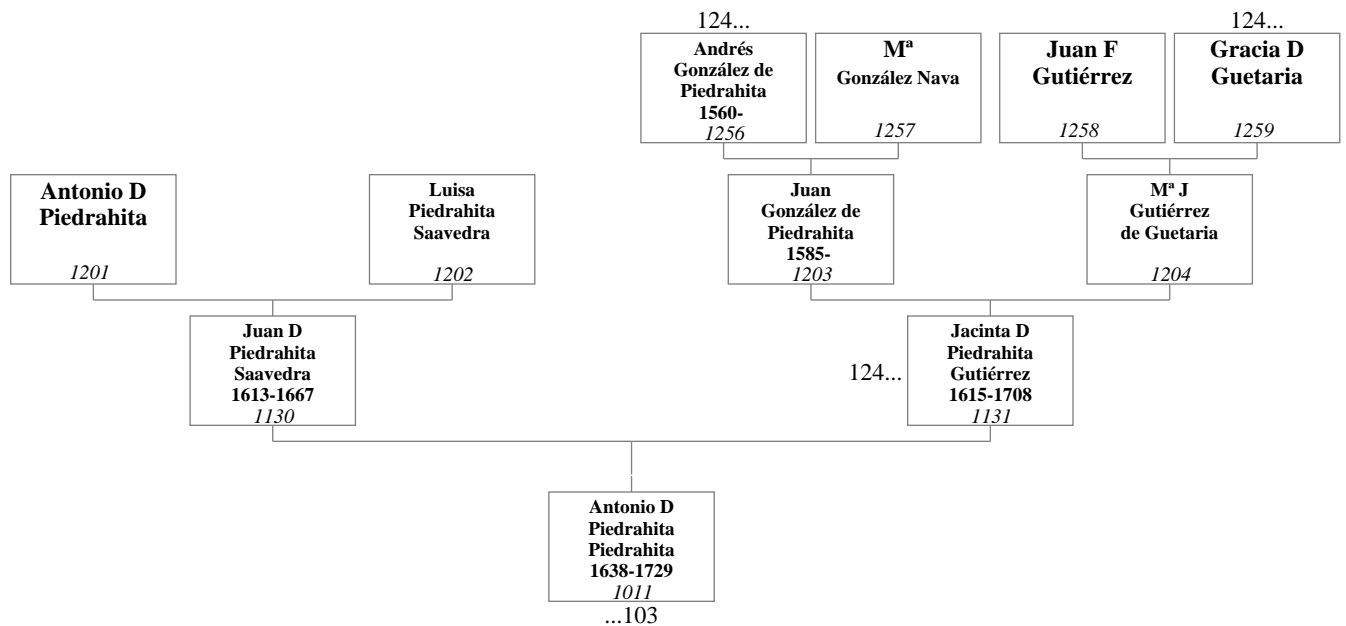 124...
124...
Andrés
González de
Piedrahita
1560-
1256
Mª
González Nava
1257
Juan F
Gutiérrez
1258
Gracia D
Guetaria
1259
Antonio D
Piedrahita
1201
Luisa
Piedrahita
Saavedra
1202
Juan
González de
Piedrahita
1585-
1203
Mª J
Gutiérrez
de Guetaria
1204
Juan D
Piedrahita
Saavedra
1613-1667
1130
124...
Jacinta D
Piedrahita
Gutiérrez
1615-1708
1131
Antonio D
Piedrahita
Piedrahita
1638-1729
1011
...103